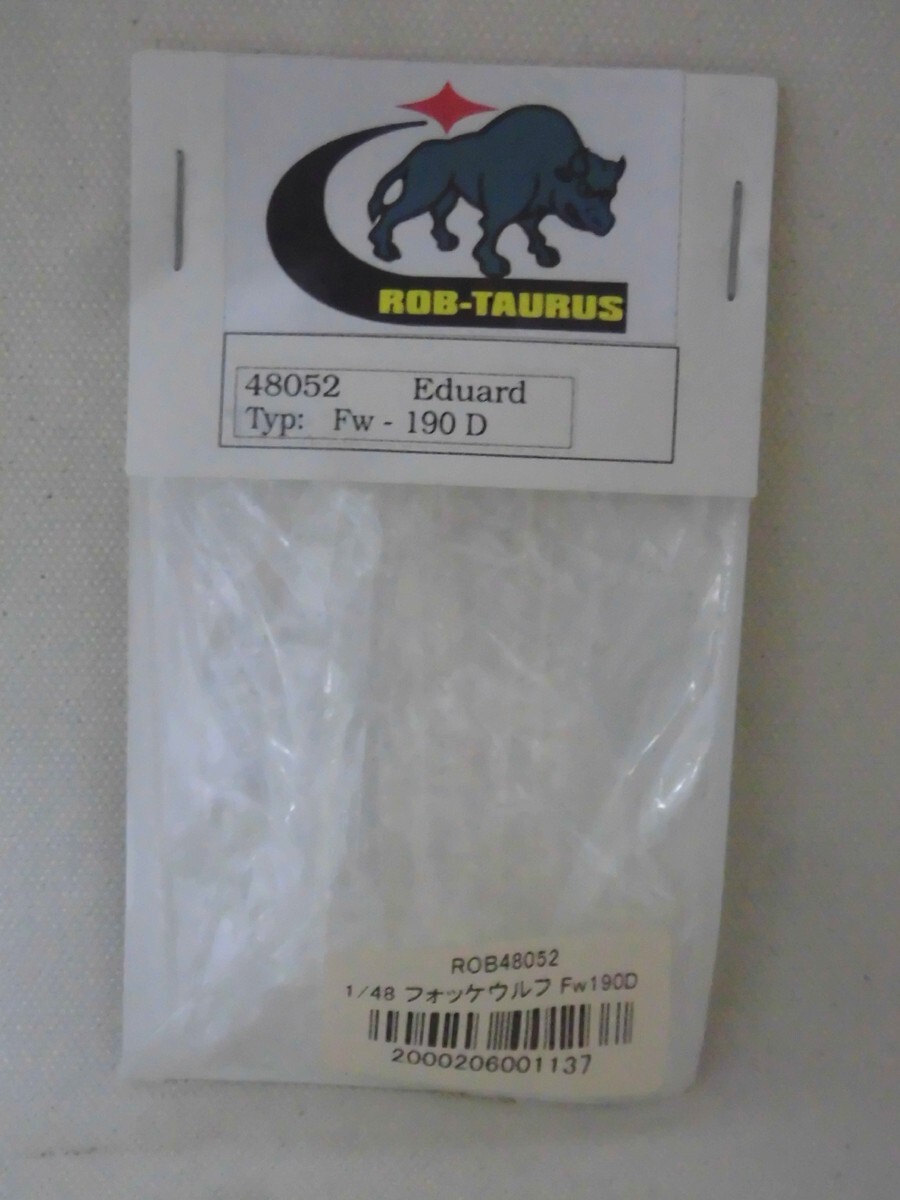 ROB-TAURUS
48052 Eduard
Typ: Fw - 190 D
ROB48052
1/48 フォッケウルフ Fw190D
2000206001137